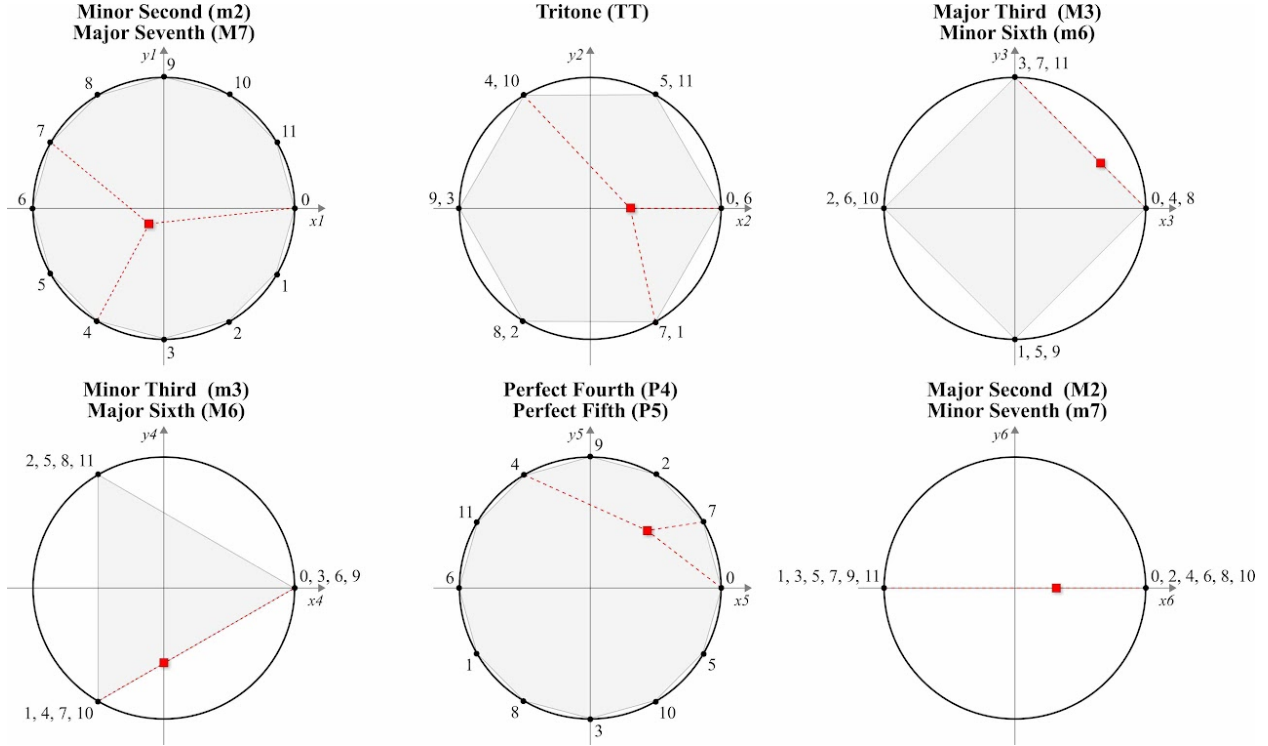 Minor Second (m2)
Major Seventh (M7)
y1
9
8
10
7
11
6
0
x1
5
1
4
2
3
Tritone (TT)
y2
4, 10
5, 11
9, 3
0, 6
x2
8, 2
7, 1
Major Third (M3)
Minor Sixth (m6)
y3
3, 7, 11
2, 6, 10
0, 4, 8
x3
1, 5, 9
Minor Third (m3)
Major Sixth (M6)
y4
2, 5, 8, 11
0, 3, 6, 9
x4
1, 4, 7, 10
Perfect Fourth (P4)
Perfect Fifth (P5)
y5
9
4
2
11
7
6
0
x5
1
5
8
10
3
Major Second (M2)
Minor Seventh (m7)
y6
1, 3, 5, 7, 9, 11
0, 2, 4, 6, 8, 10
x6